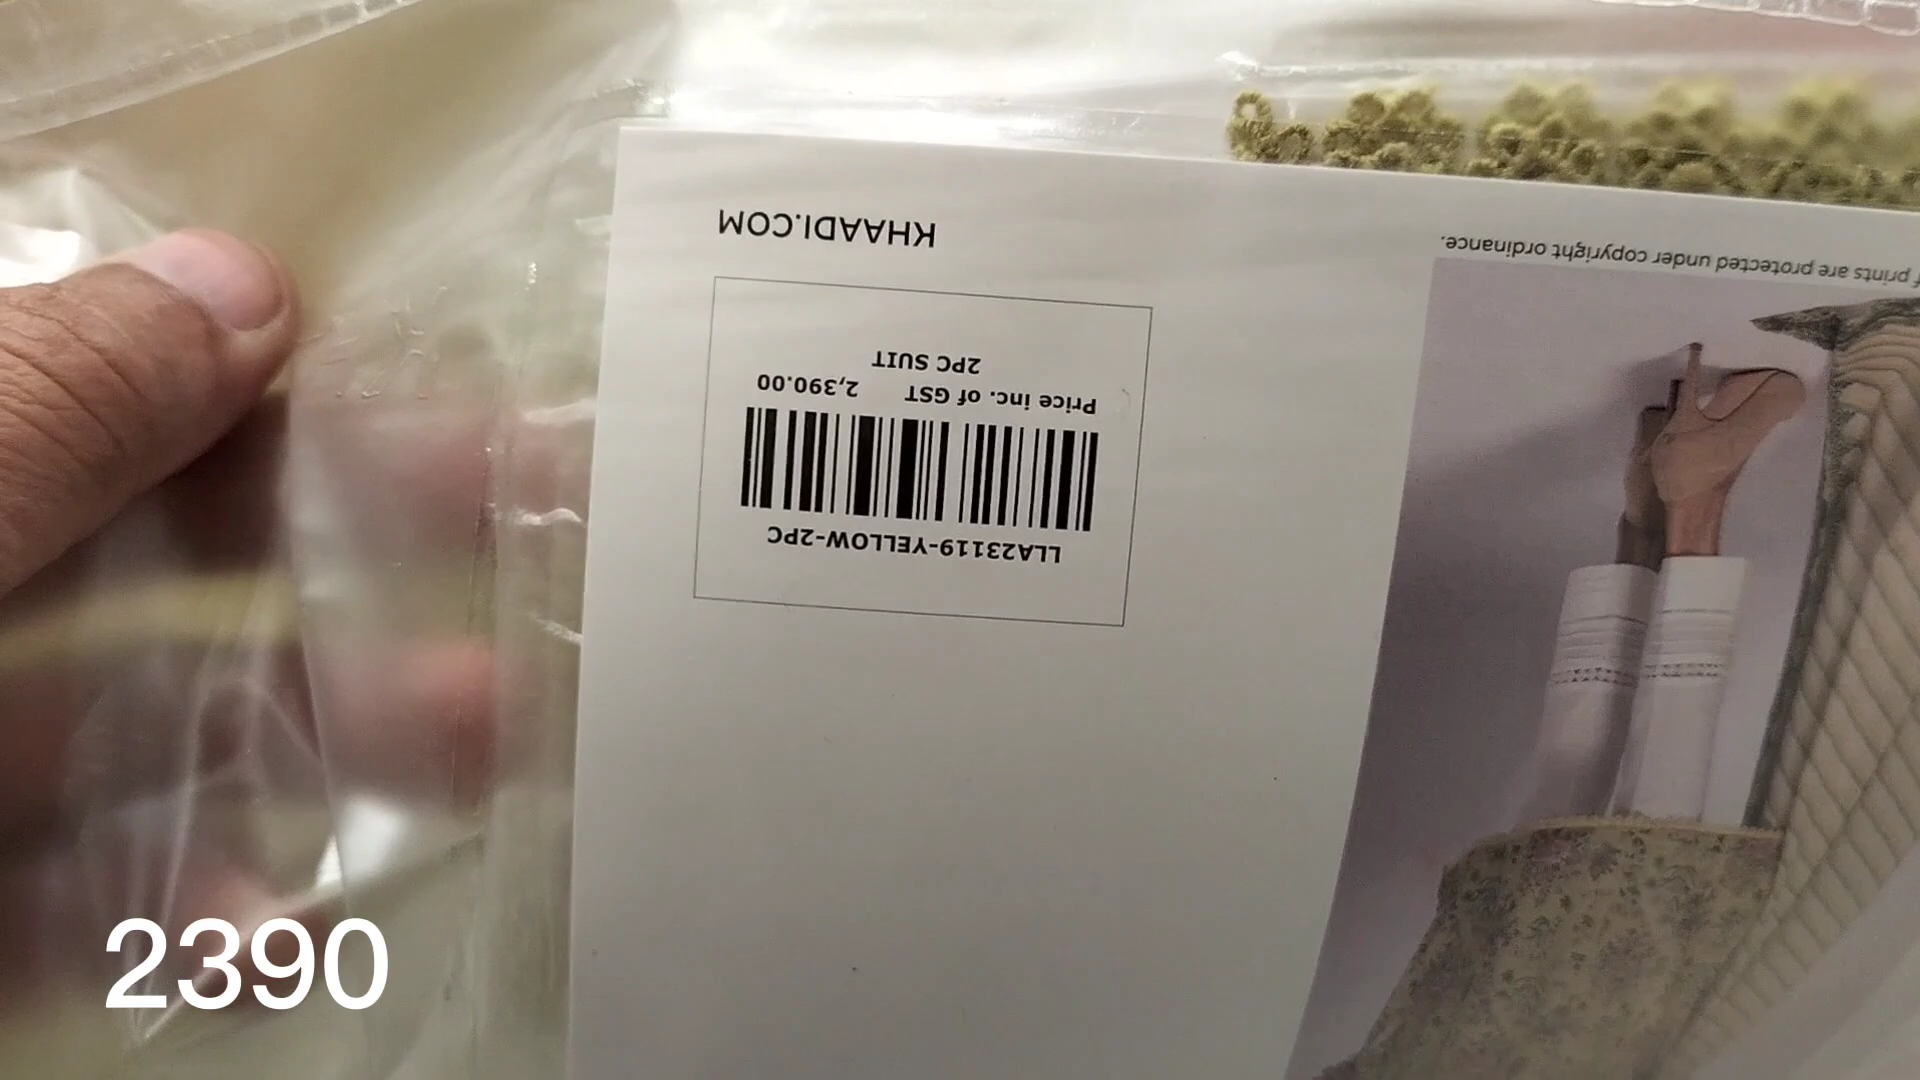 LLA23119-YELLOW-2PC
Price inc. of GST 2,390.00
2PC SUIT
KHAADI.COM
prints are protected under copyright ordinance.
2390